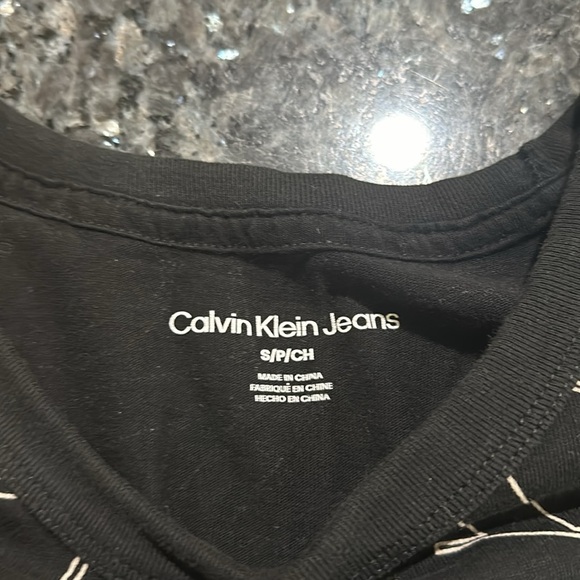 Calvin Klein Jeans
S/P/CH
MADE IN CHINA
FABRIQUÉ EN CHINE
HECHO EN CHINA